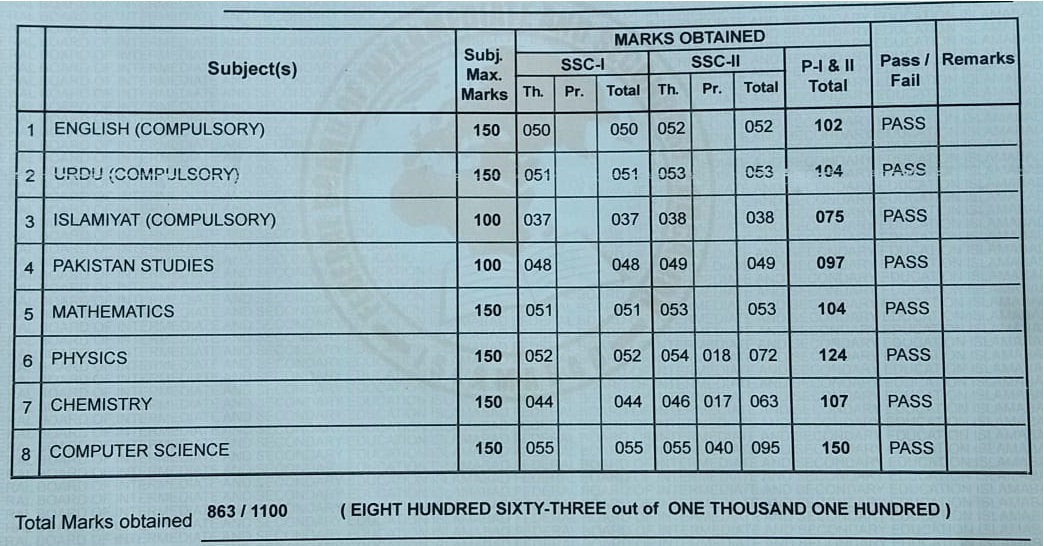 Subject(s) Subj. Max. Marks MARKS OBTAINED P-I & II Total Pass / Fail Remarks
SSC-I SSC-II
Th. Pr. Total Th. Pr. Total
1 ENGLISH (COMPULSORY) 150 050 050 052 052 102 PASS
2 URDU (COMPULSORY) 150 051 051 053 053 104 PASS
3 ISLAMIYAT (COMPULSORY) 100 037 037 038 038 075 PASS
4 PAKISTAN STUDIES 100 048 048 049 049 097 PASS
5 MATHEMATICS 150 051 051 053 053 104 PASS
6 PHYSICS 150 052 052 054 018 072 124 PASS
7 CHEMISTRY 150 044 044 046 017 063 107 PASS
8 COMPUTER SCIENCE 150 055 055 055 040 095 150 PASS
Total Marks obtained 863 / 1100 ( EIGHT HUNDRED SIXTY-THREE out of ONE THOUSAND ONE HUNDRED )